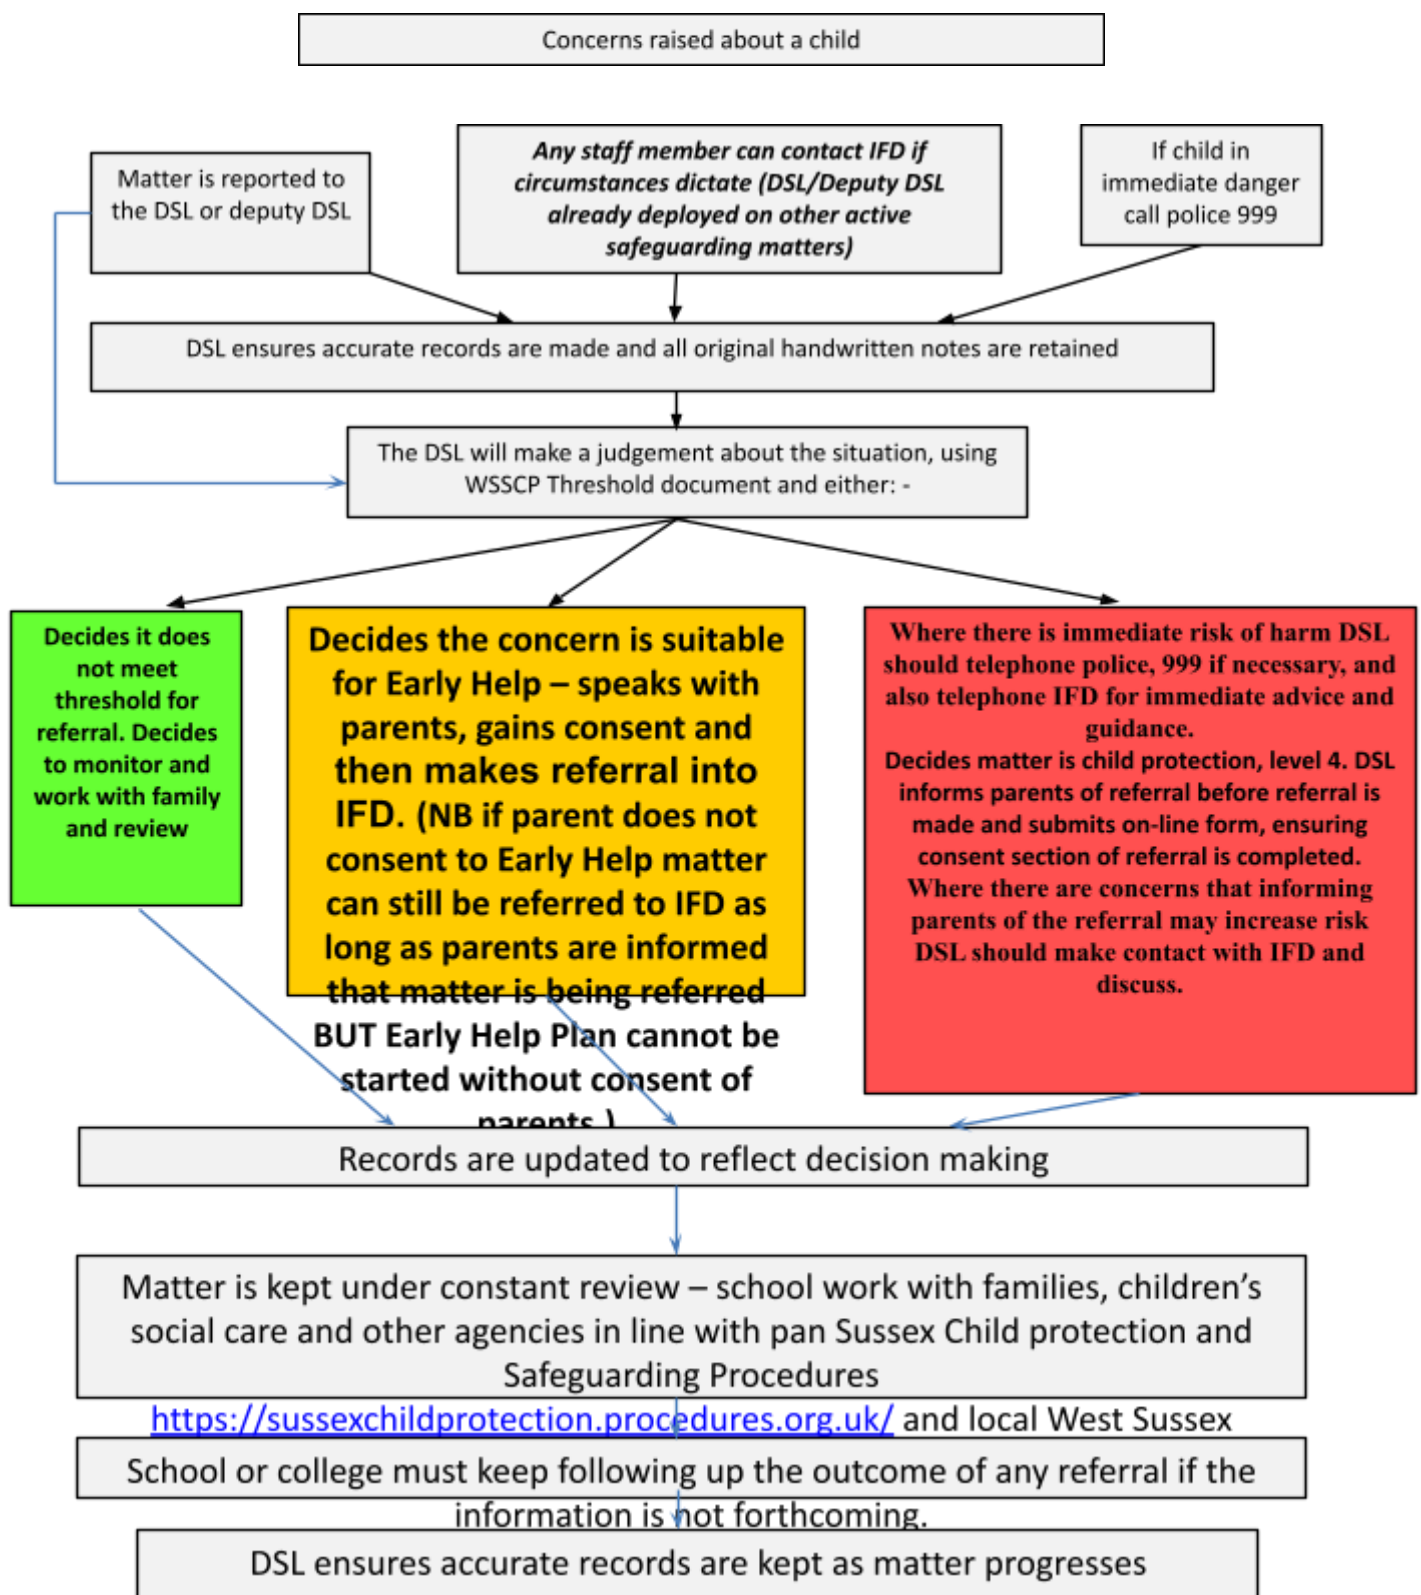 Concerns raised about a child
Matter is reported to
the DSL or deputy DSL
Any staff member can contact IFD if
circumstances dictate (DSL/Deputy DSL
already deployed on other active
safeguarding matters)
If child in
immediate danger
call police 999
DSL ensures accurate records are made and all original handwritten notes are retained
The DSL will make a judgement about the situation, using
WSSCP Threshold document and either: -
Decides it does
not meet
threshold for
referral. Decides
to monitor and
work with family
and review
Decides the concern is suitable
for Early Help – speaks with
parents, gains consent and
then makes referral into
IFD. (NB if parent does not
consent to Early Help matter
can still be referred to IFD as
long as parents are informed
that matter is being referred
BUT Early Help Plan cannot be
started without consent of
parents.)
Where there is immediate risk of harm DSL
should telephone police, 999 if necessary, and
also telephone IFD for immediate advice and
guidance.
Decides matter is child protection, level 4. DSL
informs parents of referral before referral is
made and submits on-line form, ensuring
consent section of referral is completed.
Where there are concerns that informing
parents of the referral may increase risk
DSL should make contact with IFD and
discuss.
Records are updated to reflect decision making
Matter is kept under constant review – school work with families, children’s
social care and other agencies in line with pan Sussex Child protection and
Safeguarding Procedures
https://sussexchildprotection.procedures.org.uk/ and local West Sussex
School or college must keep following up the outcome of any referral if the
information is not forthcoming.
DSL ensures accurate records are kept as matter progresses